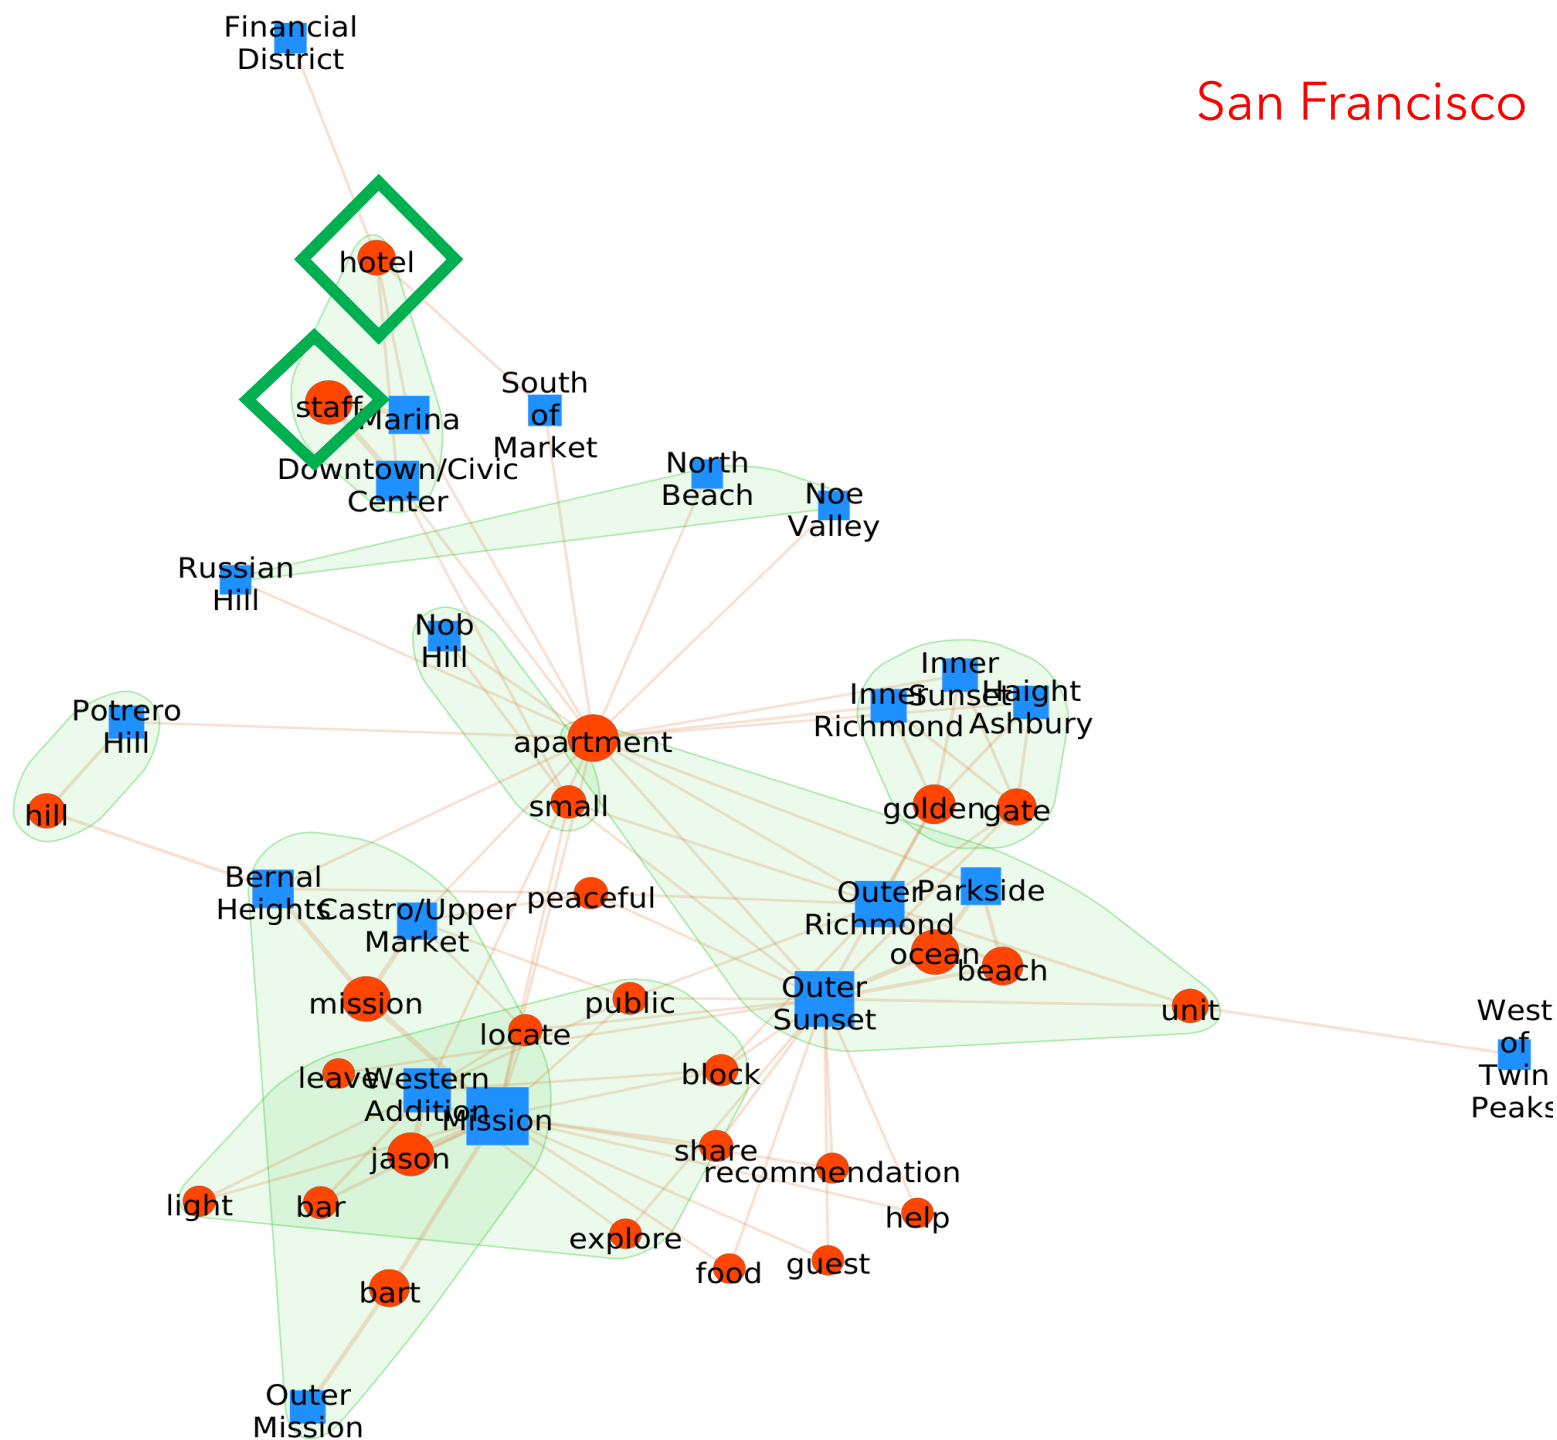 Financial
District
San Francisco
hotel
staff
Marina
South
of
Market
Downtown/Civic
Center
North
Beach
Noe
Valley
Russian
Hill
Nob
Hill
Inner
Sunset
Inner
Richmond
Haight
Ashbury
Potrero
Hill
apartment
small
golden
gate
hill
Bernal
Heights
Castro/Upper
Market
peaceful
Outer
Richmond
Parkside
ocean
beach
mission
public
locate
Outer
Sunset
unit
West
of
Twin
Peaks
leave
Western
Addition
Mission
block
jason
share
recommendation
light
bar
help
explore
food
guest
bart
Outer
Mission